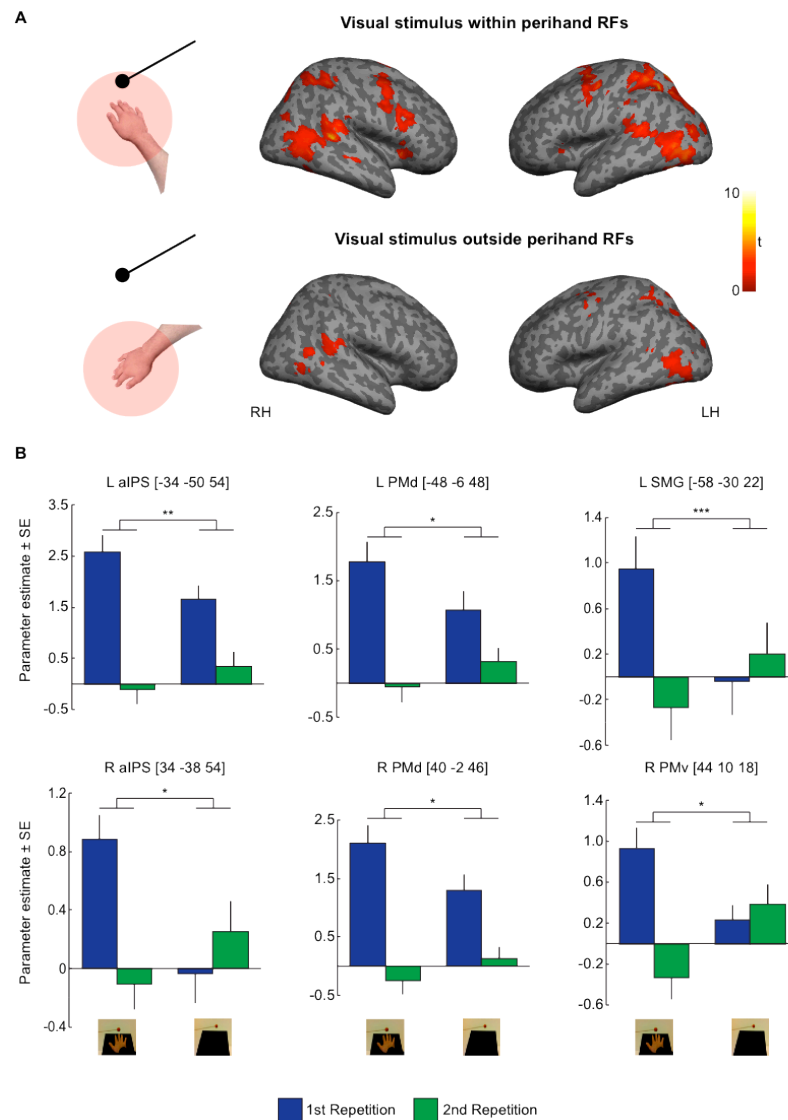 A
Visual stimulus within perihand RFs
10
t
0
Visual stimulus outside perihand RFs
RH
LH
B
L aIPS [-34 -50 54]
L PMd [-48 -6 48]
L SMG [-58 -30 22]
Parameter estimate ± SE
3.5
2.5
1.5
0.5
-0.5
**
2.5
1.5
0.5
-0.5
*
1.4
1.0
0.6
0.2
-0.2
-0.6
***
R aIPS [34 -38 54]
R PMd [40 -2 46]
R PMv [44 10 18]
Parameter estimate ± SE
1.2
0.8
0.4
0
-0.4
*
2.5
1.5
0.5
-0.5
*
1.4
1.0
0.6
0.2
-0.2
-0.6
*
1st Repetition
2nd Repetition